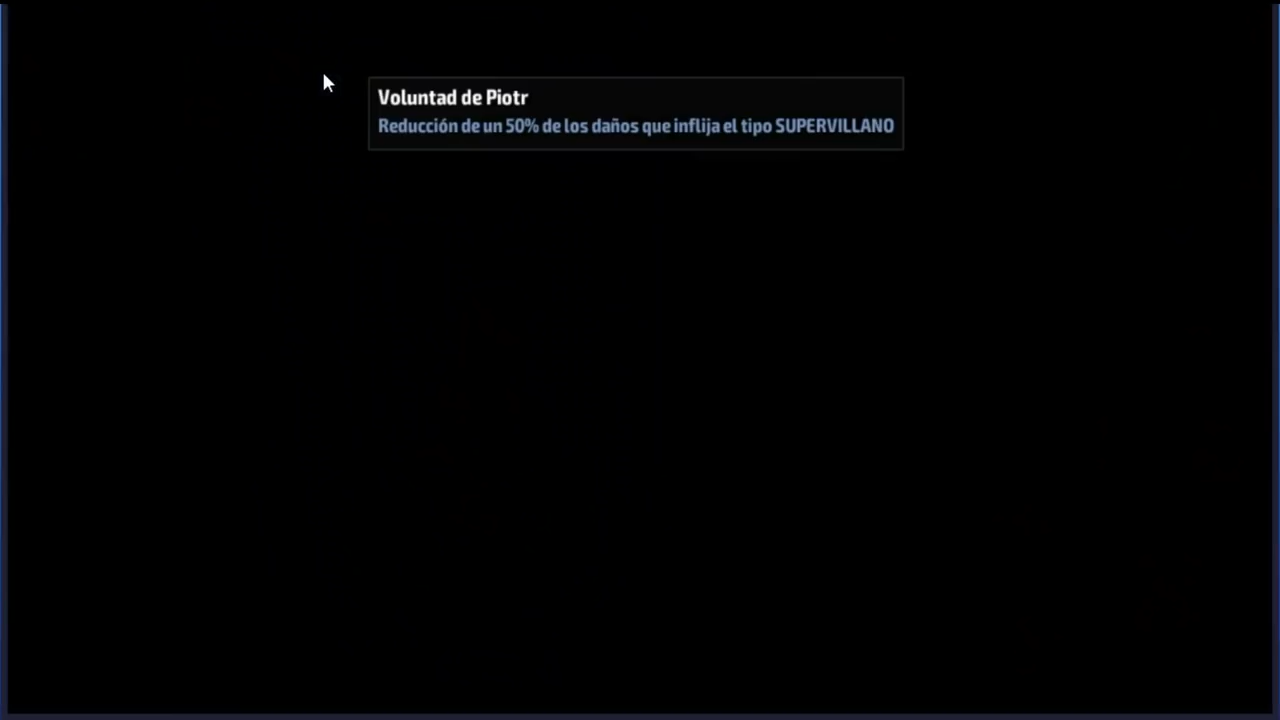 Voluntad de Piotr
Reducción de un 50% de los daños que inflija el tipo SUPERVILLANO